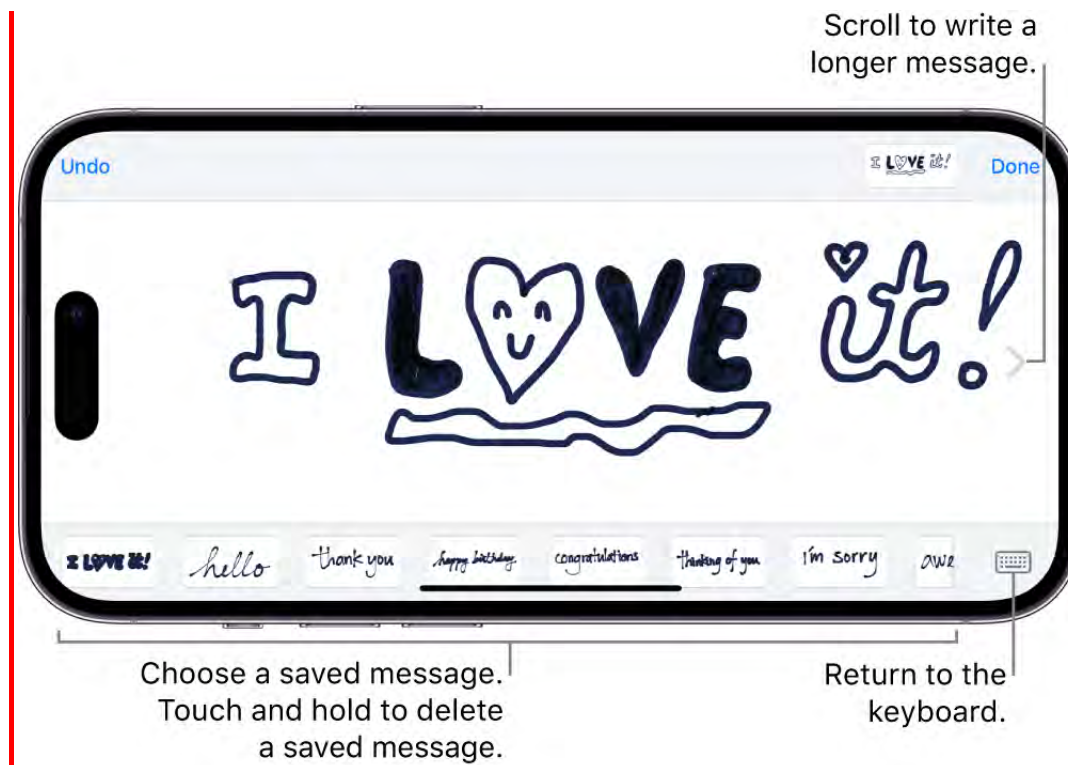 Scroll to write a
longer message.
Undo
I LOVE it!
Done
I LOVE it!
I LOVE it!
hello
thank you
happy birthday
congratulations
thinking of you
i'm sorry
awe
Choose a saved message.
Touch and hold to delete
a saved message.
Return to the
keyboard.